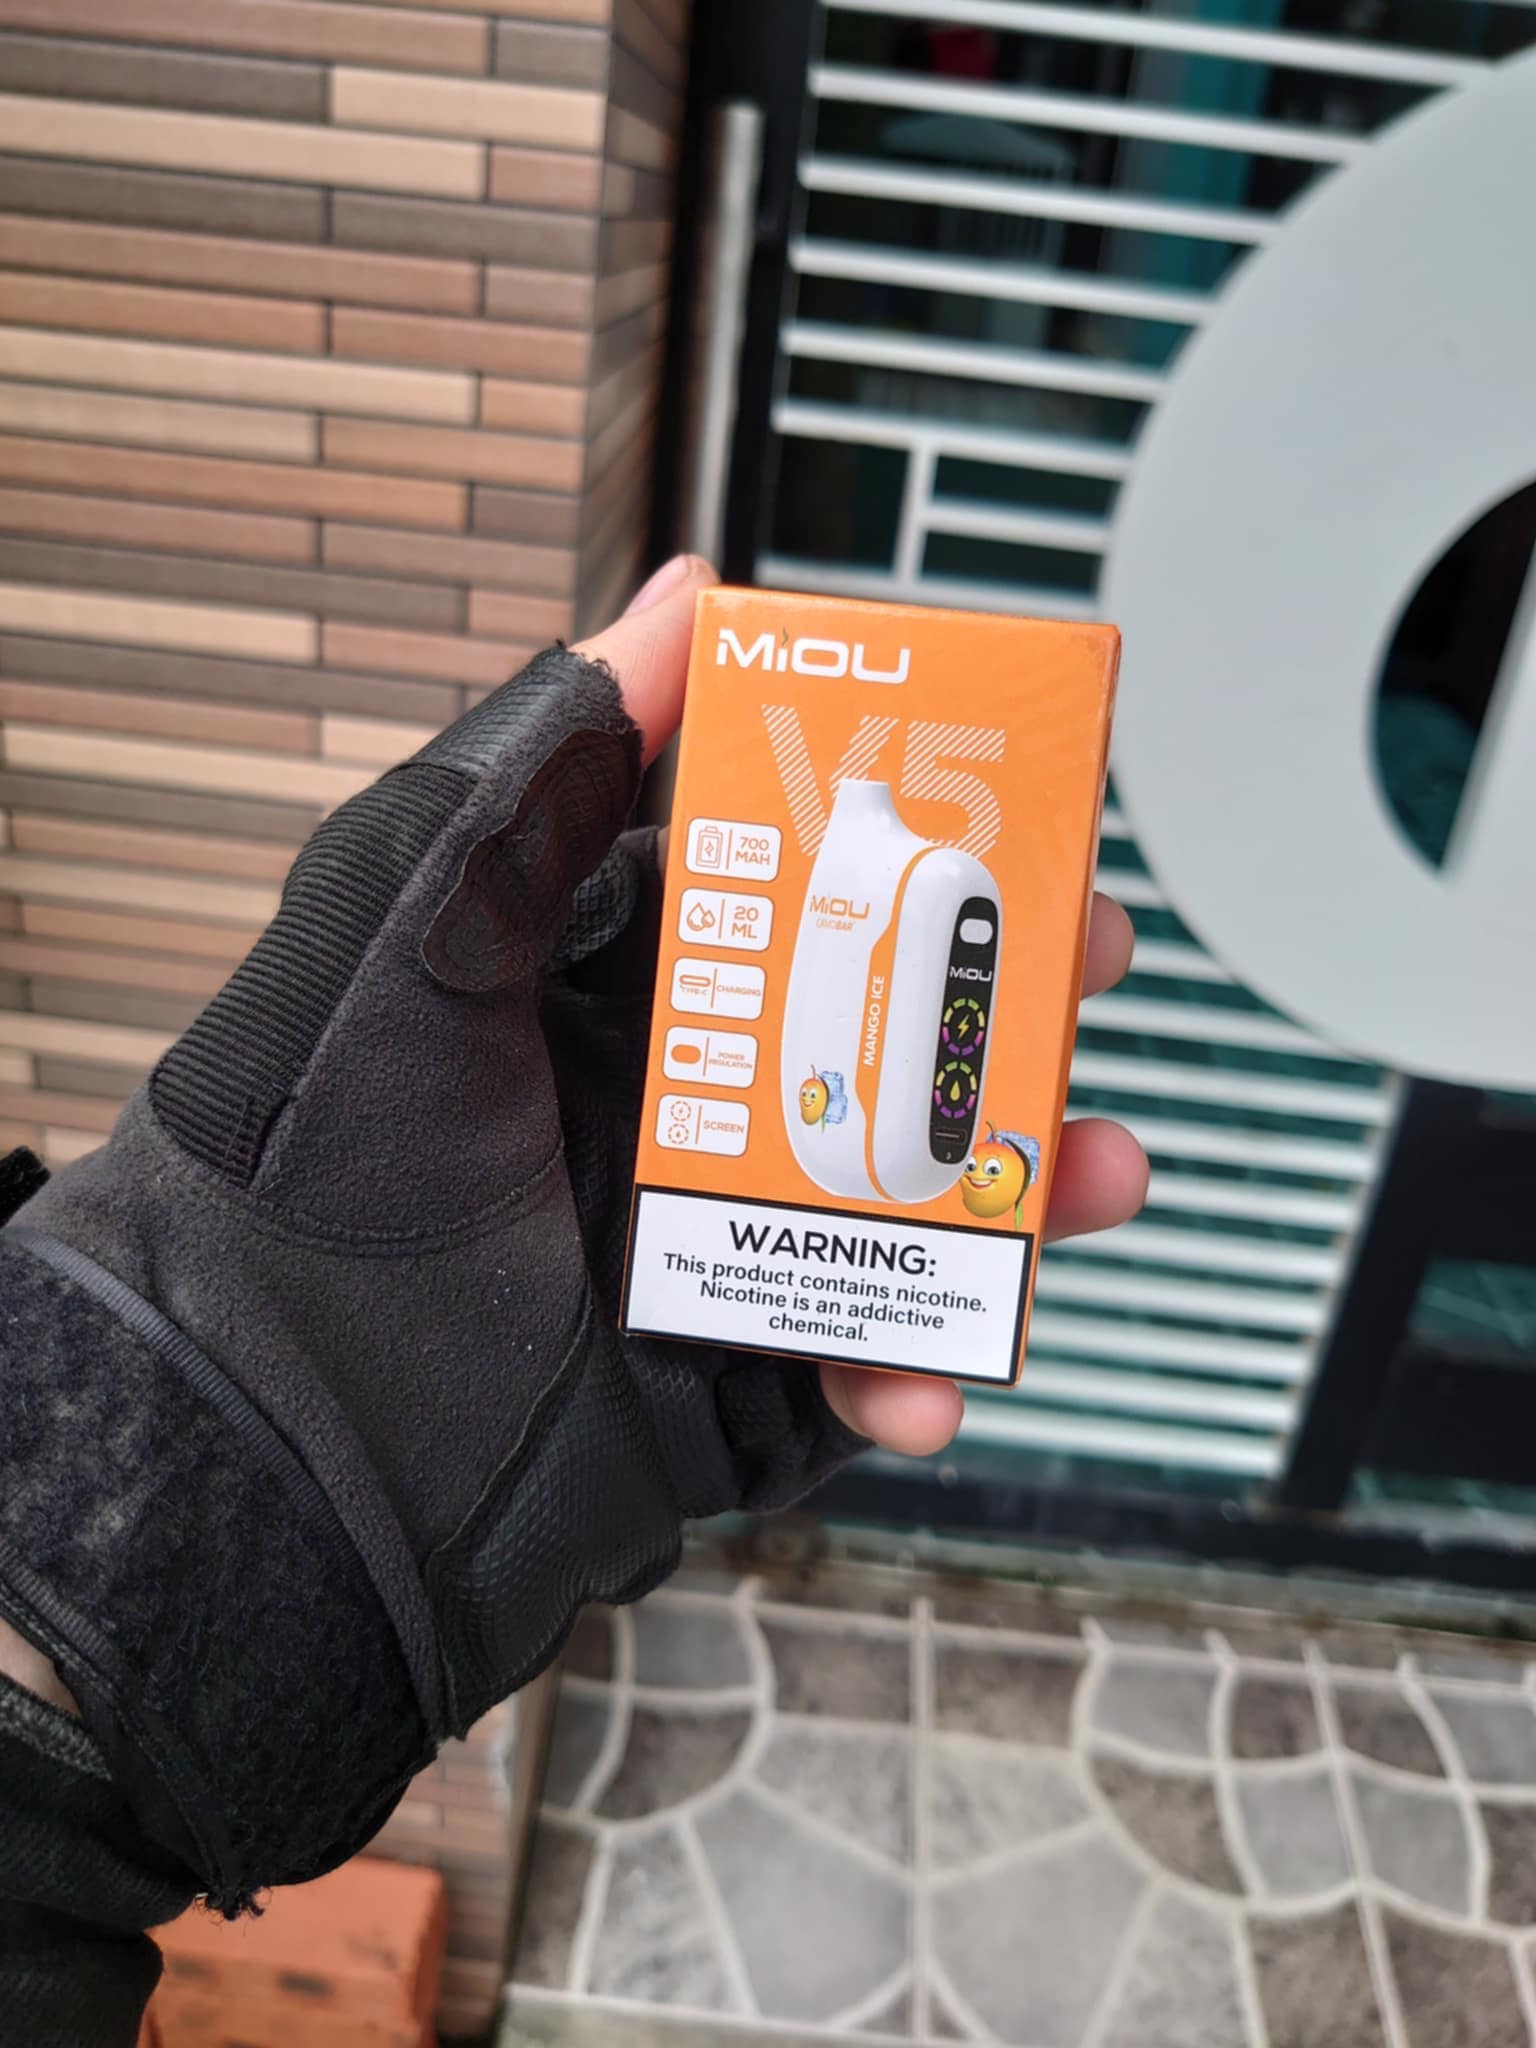 MiOU
V5
700
MAH
20
ML
TYPE-C
CHARGING
POWER
REGULATION
SCREEN
MiOU
MANGO ICE
MiOU
WARNING:
This product contains nicotine.
Nicotine is an addictive
chemical.